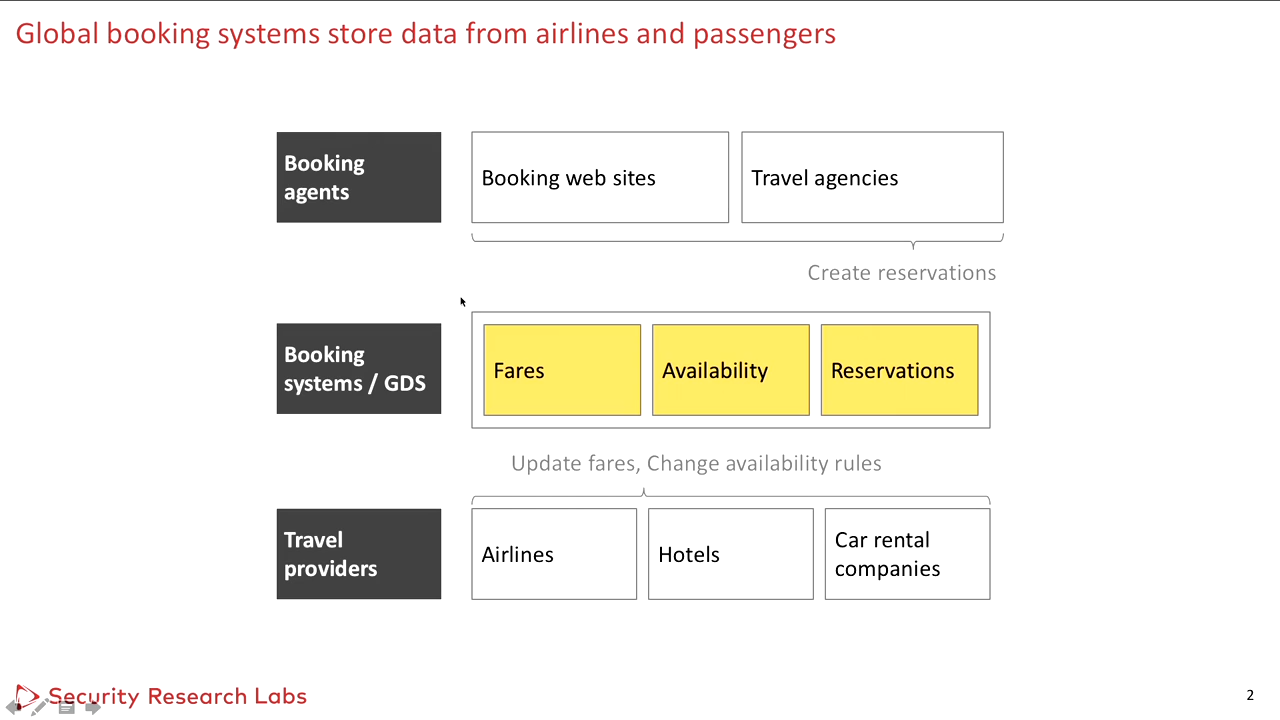 Global booking systems store data from airlines and passengers
Booking
agents
Booking web sites
Travel agencies
Create reservations
Booking
systems / GDS
Fares
Availability
Reservations
Update fares, Change availability rules
Travel
providers
Airlines
Hotels
Car rental
companies
Security Research Labs
2